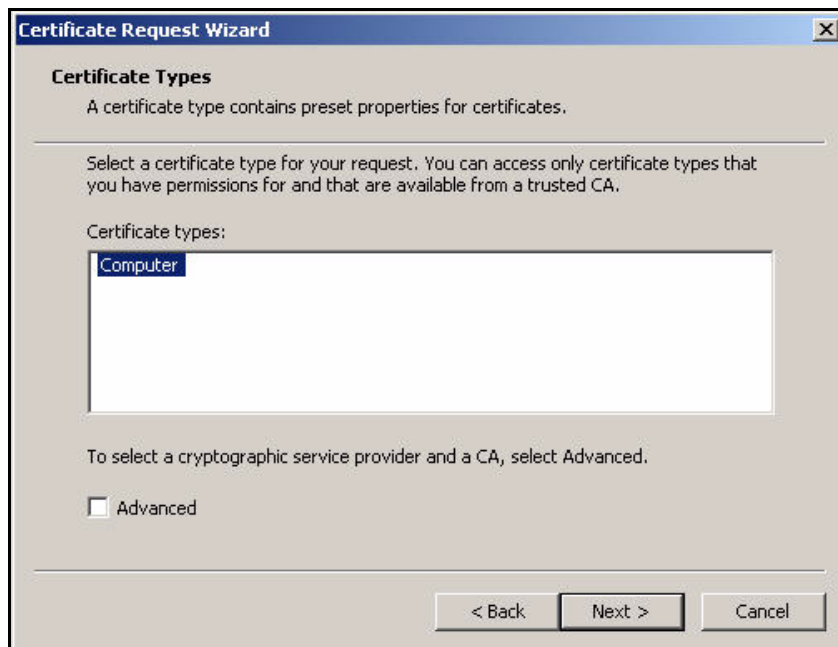 Certificate Request Wizard
Certificate Types
A certificate type contains preset properties for certificates.
Select a certificate type for your request. You can access only certificate types that
you have permissions for and that are available from a trusted CA.
Certificate types:
Computer
To select a cryptographic service provider and a CA, select Advanced.
Advanced
< Back Next > Cancel